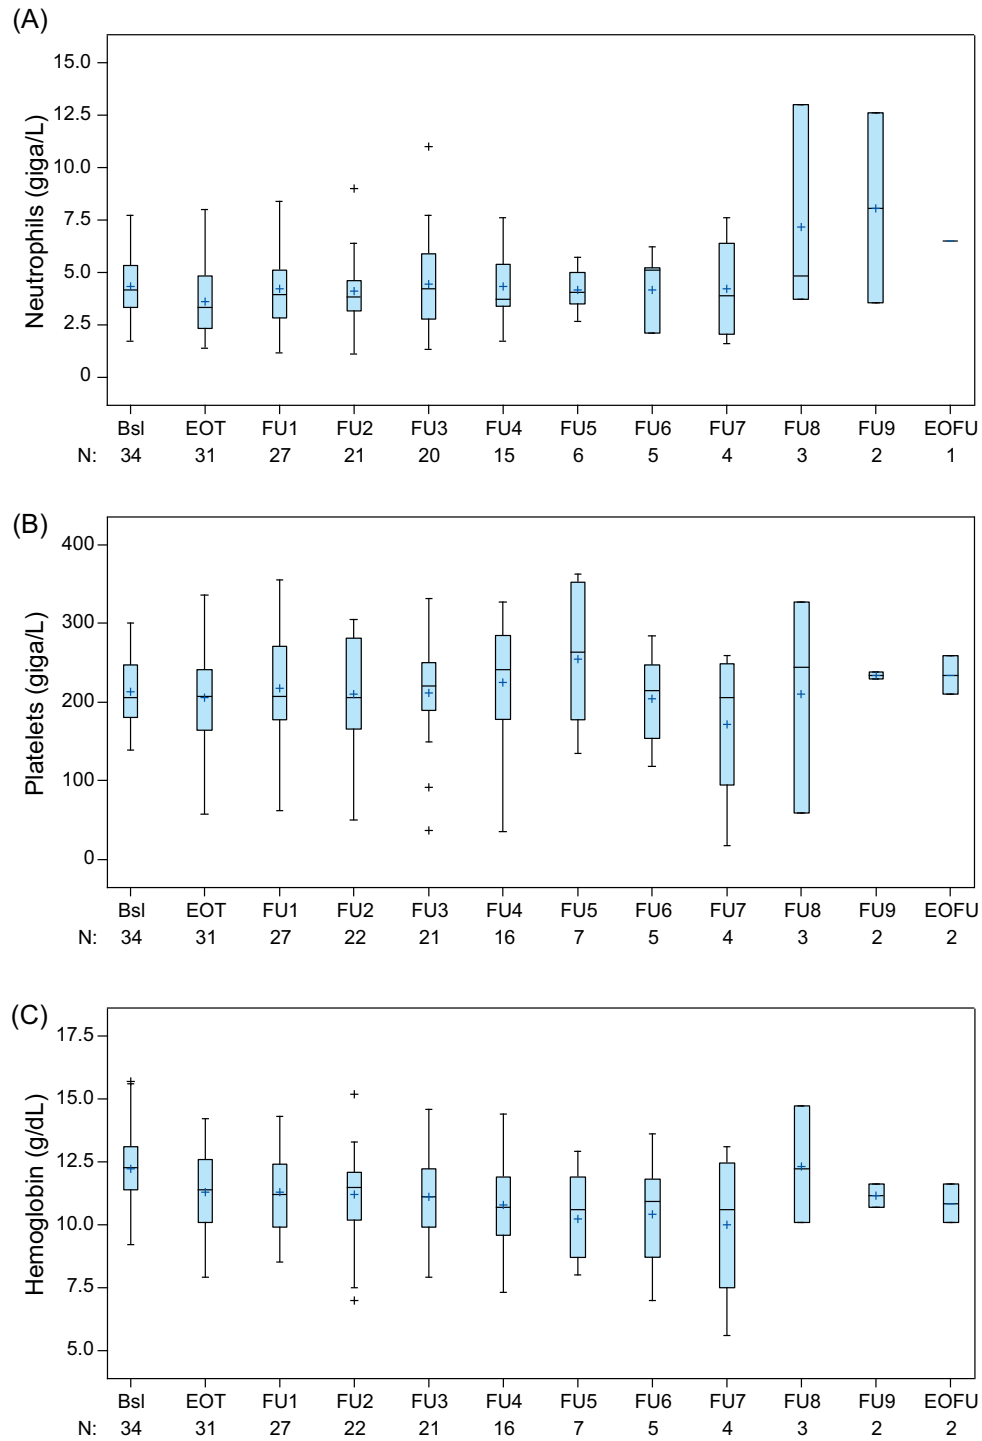 (A)
Neutrophils (giga/L)
15.0
12.5
10.0
7.5
5.0
2.5
0
Bsl EOT FU1 FU2 FU3 FU4 FU5 FU6 FU7 FU8 FU9 EOFU
N: 34 31 27 21 20 15 6 5 4 3 2 1
(B)
Platelets (giga/L)
400
300
200
100
0
Bsl EOT FU1 FU2 FU3 FU4 FU5 FU6 FU7 FU8 FU9 EOFU
N: 34 31 27 22 21 16 7 5 4 3 2 2
(C)
Hemoglobin (g/dL)
17.5
15.0
12.5
10.0
7.5
5.0
Bsl EOT FU1 FU2 FU3 FU4 FU5 FU6 FU7 FU8 FU9 EOFU
N: 34 31 27 22 21 16 7 5 4 3 2 2